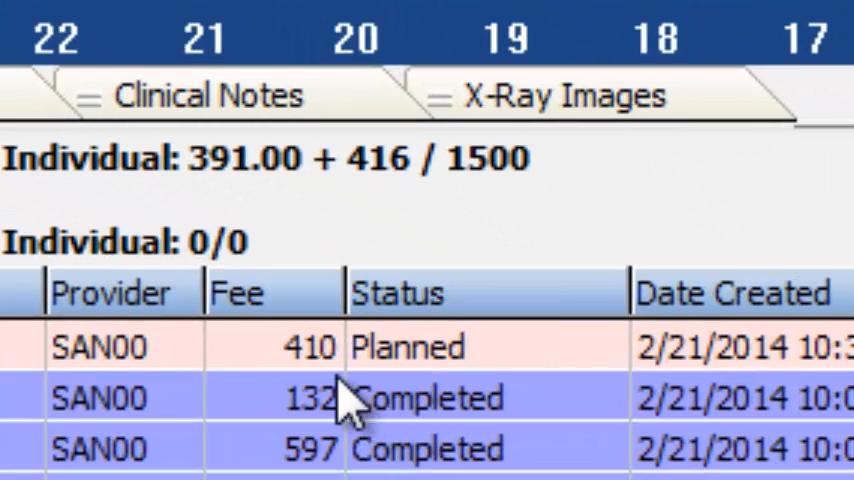 22 21 20 19 18 17
Clinical Notes X-Ray Images
Individual: 391.00 + 416 / 1500
Individual: 0/0
Provider Fee Status Date Created
SAN00 410 Planned 2/21/2014 10:3
SAN00 132 Completed 2/21/2014 10:0
SAN00 597 Completed 2/21/2014 10:0